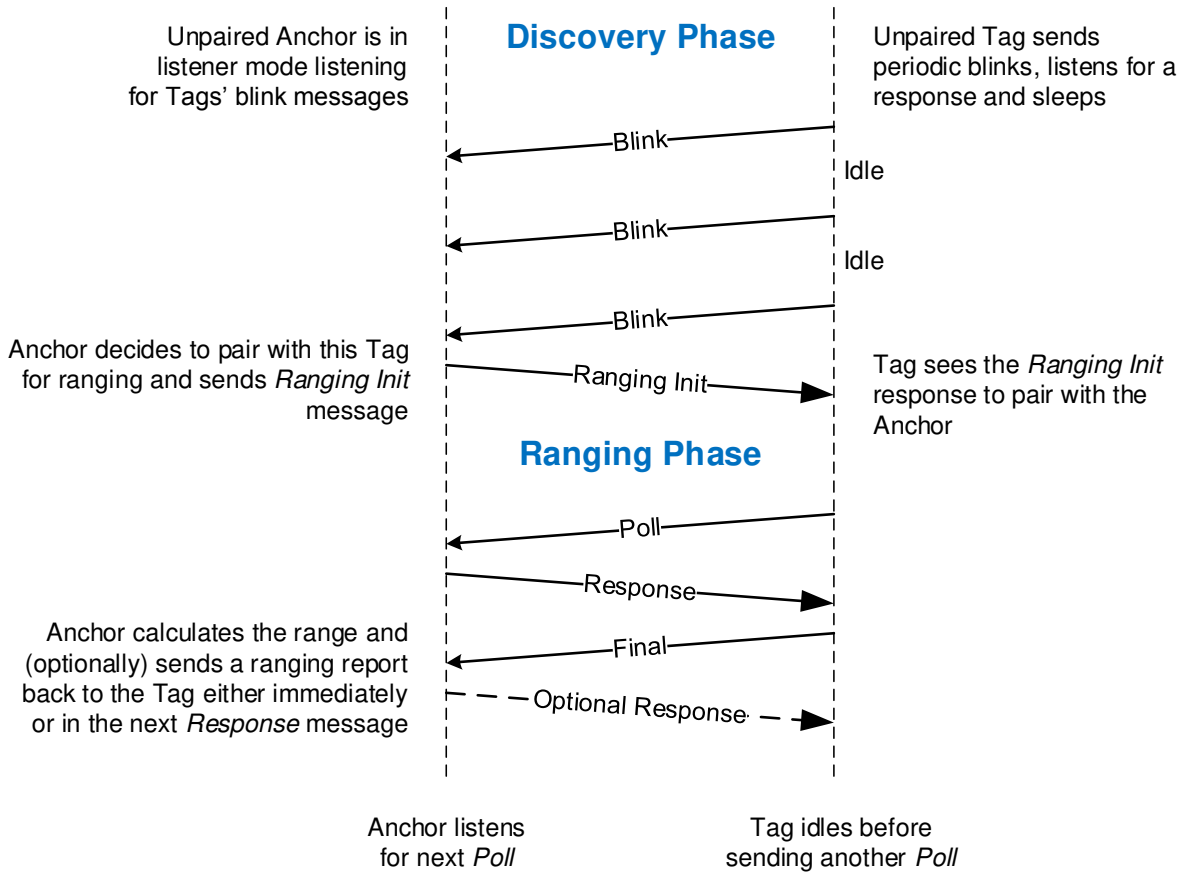 Unpaired Anchor is in
listener mode listening
for Tags' blink messages
Discovery Phase
Unpaired Tag sends
periodic blinks, listens for a
response and sleeps
Blink
Idle
Blink
Idle
Blink
Anchor decides to pair with this Tag
for ranging and sends Ranging Init
message
Ranging Init
Tag sees the Ranging Init
response to pair with the
Anchor
Ranging Phase
Poll
Response
Final
Anchor calculates the range and
(optionally) sends a ranging report
back to the Tag either immediately
or in the next Response message
Optional Response
Anchor listens
for next Poll
Tag idles before
sending another Poll